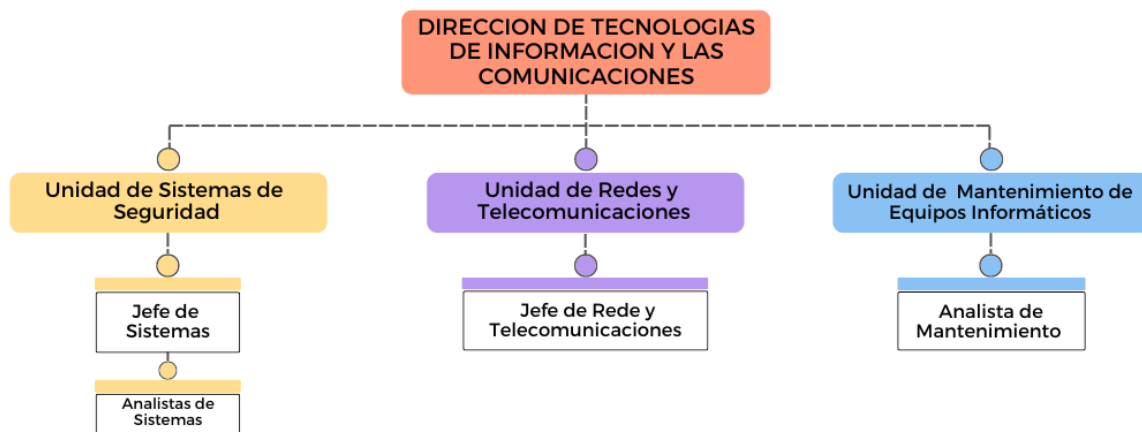 DIRECCION DE TECNOLOGIAS
DE INFORMACION Y LAS
COMUNICACIONES
Unidad de Sistemas de
Seguridad
Unidad de Redes y
Telecomunicaciones
Unidad de Mantenimiento de
Equipos Informáticos
Jefe de
Sistemas
Jefe de Rede y
Telecomunicaciones
Analista de
Mantenimiento
Analistas de
Sistemas